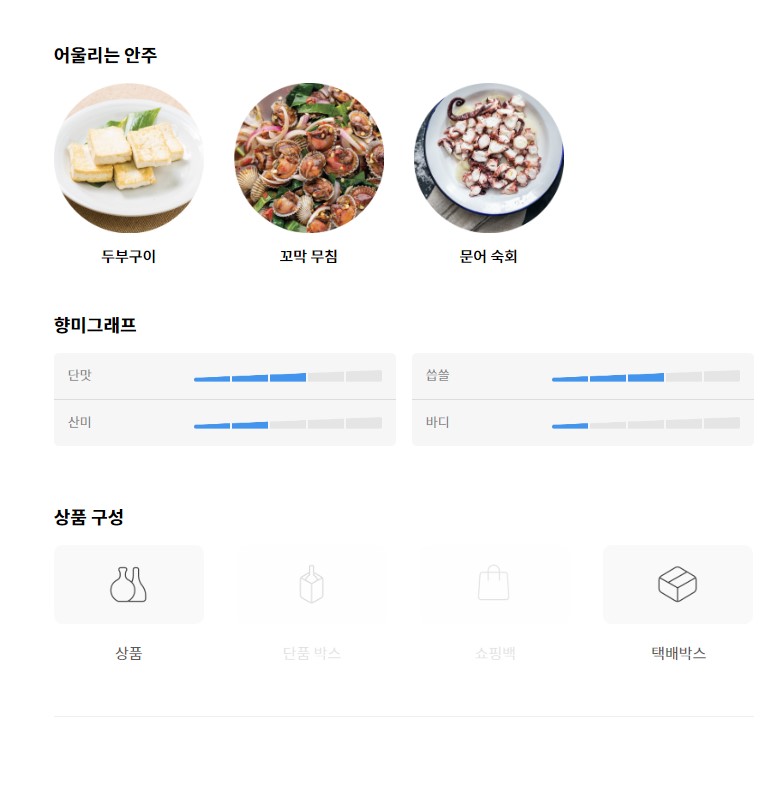 어울리는 안주
두부구이
꼬막 무침
문어 숙회
향미그래프
단맛
씁쓸
산미
바디
상품 구성
상품
단품 박스
쇼핑백
택배박스